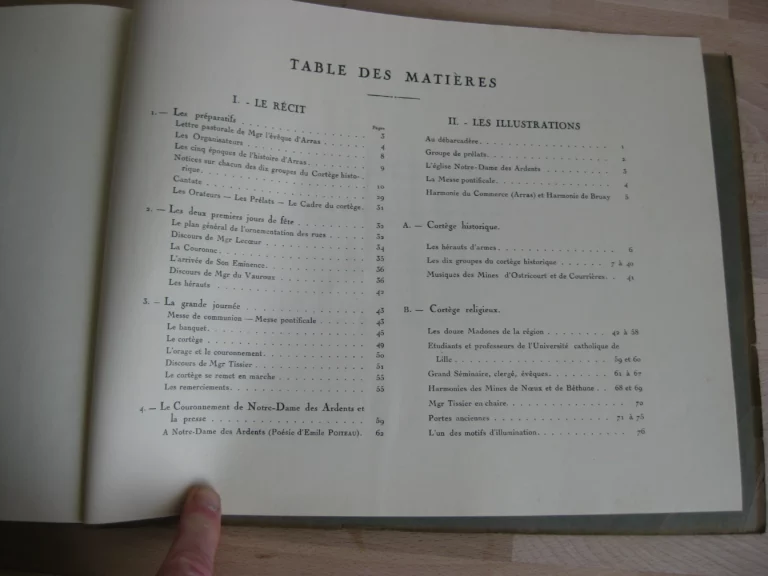 TABLE DES MATIÈRES
I. - LE RÉCIT
Pages
1. — Les préparatifs 3
Lettre pastorale de Mgr l'évêque d'Arras 4
Les Organisateurs 8
Les cinq époques de l'histoire d'Arras 9
Notices sur chacun des dix groupes du Cortège histo-
rique. 10
Cantate 29
Les Orateurs — Les Prélats — Le Cadre du cortège. 31
2. — Les deux premiers jours de fête 32
Le plan général de l'ornementation des rues 32
Discours de Mgr Lecœur 34
La Couronne 35
L'arrivée de Son Eminence 36
Discours de Mgr du Vauroux 36
Les hérauts 42
3. — La grande journée 43
Messe de communion — Messe pontificale 45
Le banquet. 45
Le cortège 49
L'orage et le couronnement. 50
Discours de Mgr Tissier 51
Le cortège se remet en marche 55
Les remerciements. 55
4. — Le Couronnement de Notre-Dame des Ardents et
la presse 59
A Notre-Dame des Ardents (Poésie d'Emile Poiteau). 62
II. - LES ILLUSTRATIONS
Au débarcadère. 1
Groupe de prélats. 2
L'église Notre-Dame des Ardents 3
La Messe pontificale. 4
Harmonie du Commerce (Arras) et Harmonie de Bruay 5
A. — Cortège historique.
Les hérauts d'armes. 6
Les dix groupes du cortège historique 7 à 41
Musiques des Mines d'Ostricourt et de Courrières. 41
B. — Cortège religieux.
Les douze Madones de la région 42 à 58
Etudiants et professeurs de l'Université catholique de
Lille 59 et 60
Grand Séminaire, clergé, évêques. 61 à 67
Harmonies des Mines de Nœux et de Béthune 68 et 69
Mgr Tissier en chaire. 70
Portes anciennes 71 à 75
L'un des motifs d'illumination. 76